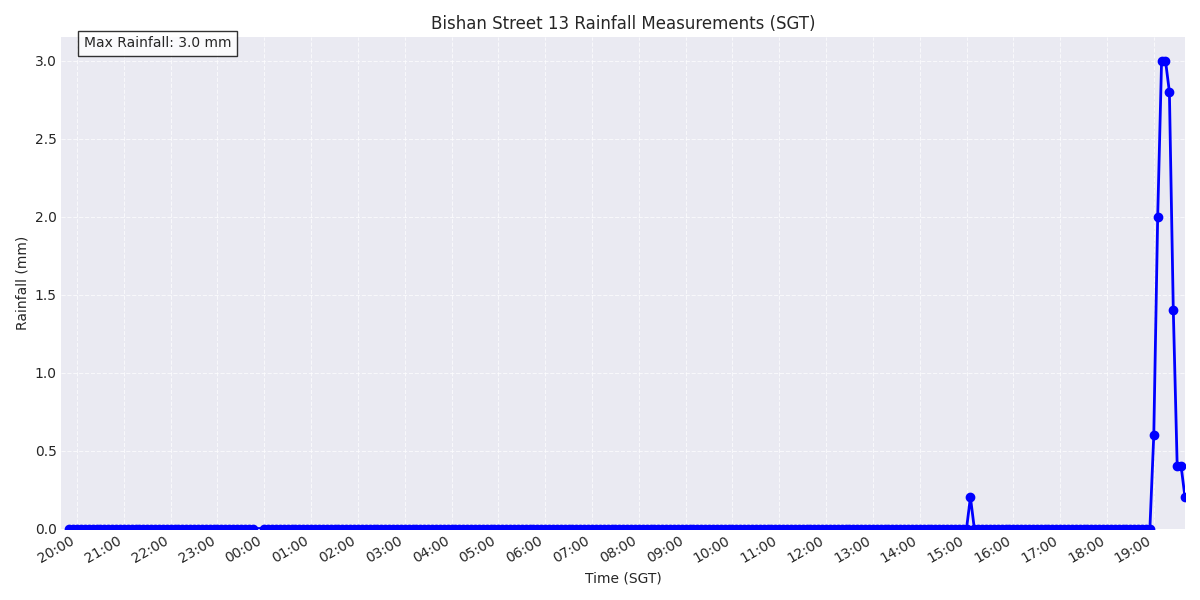 Bishan Street 13 Rainfall Measurements (SGT)
Max Rainfall: 3.0 mm
3.0
2.5
2.0
1.5
1.0
0.5
0.0
Rainfall (mm)
20:00 21:00 22:00 23:00 00:00 01:00 02:00 03:00 04:00 05:00 06:00 07:00 08:00 09:00 10:00 11:00 12:00 13:00 14:00 15:00 16:00 17:00 18:00 19:00
Time (SGT)